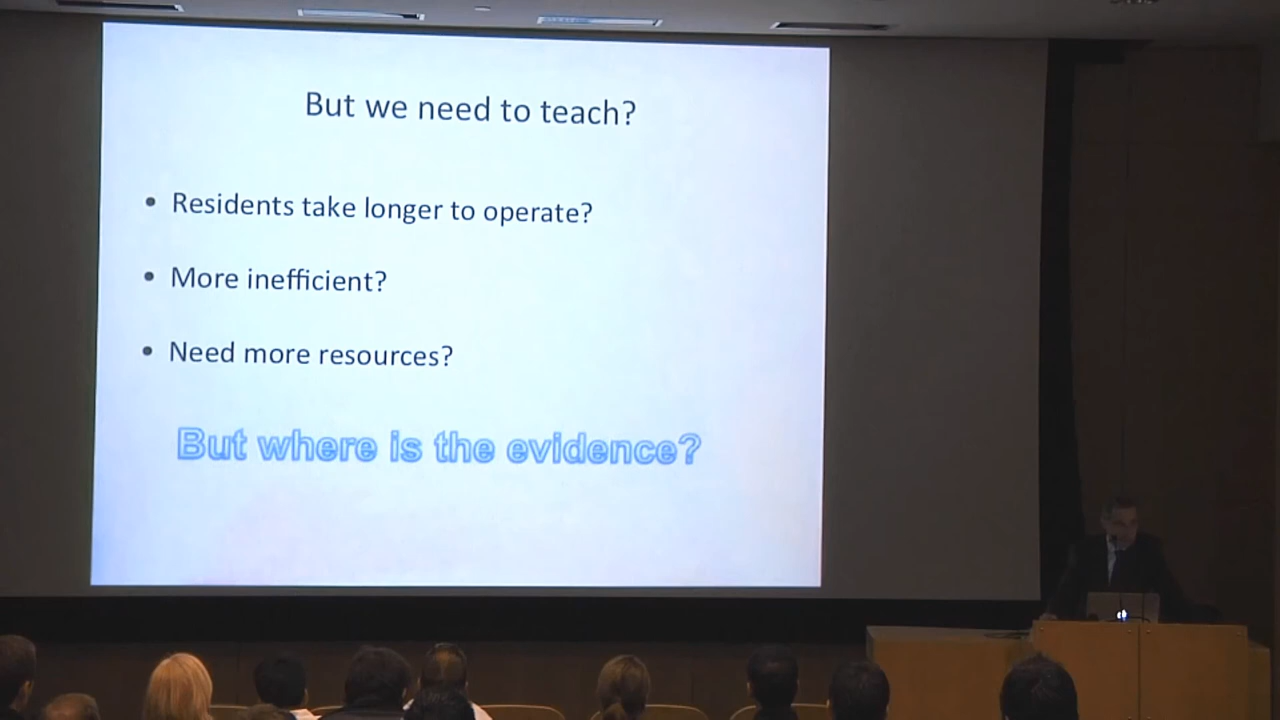 But we need to teach?
• Residents take longer to operate?
• More inefficient?
• Need more resources?
But where is the evidence?